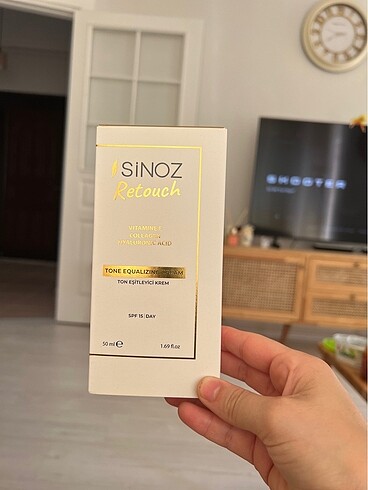 SiNOZ
Retouch
VITAMIN E
COLLAGEN
HYALURONIC ACID
TONE EQUALIZING CREAM
TON EŞİTLEYİCİ KREM
SPF 15 DAY
50 ml e
1.69 fl.oz
SHOOTER